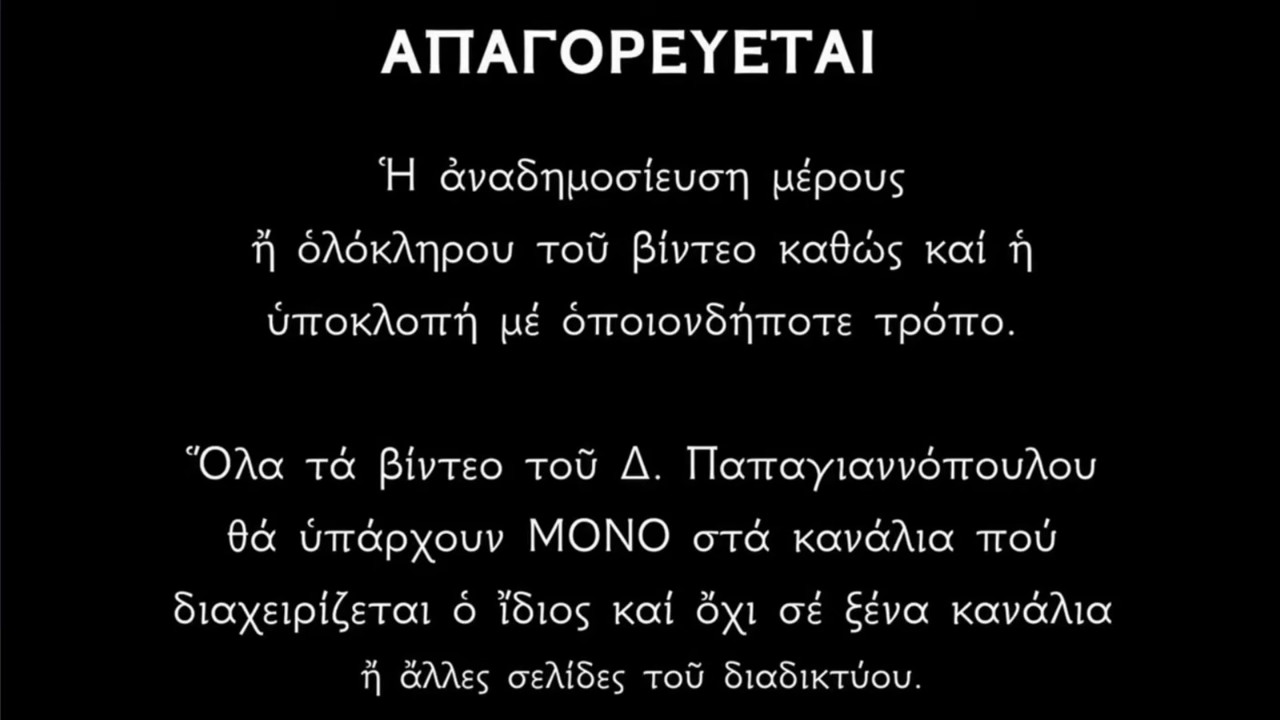 ΑΠΑΓΟΡΕΥΕΤΑΙ
Ἡ ἀναδημοσίευση μέρους
ἤ ὁλόκληρου τοῦ βίντεο καθώς καί ἡ
ὑποκλοπή μέ ὁποιονδήποτε τρόπο.
Ὅλα τά βίντεο τοῦ Δ. Παπαγιαννόπουλου
θά ὑπάρχουν ΜΟΝΟ στά κανάλια πού
διαχειρίζεται ὁ ἴδιος καί ὄχι σέ ξένα κανάλια
ἤ ἄλλες σελίδες τοῦ διαδικτύου.